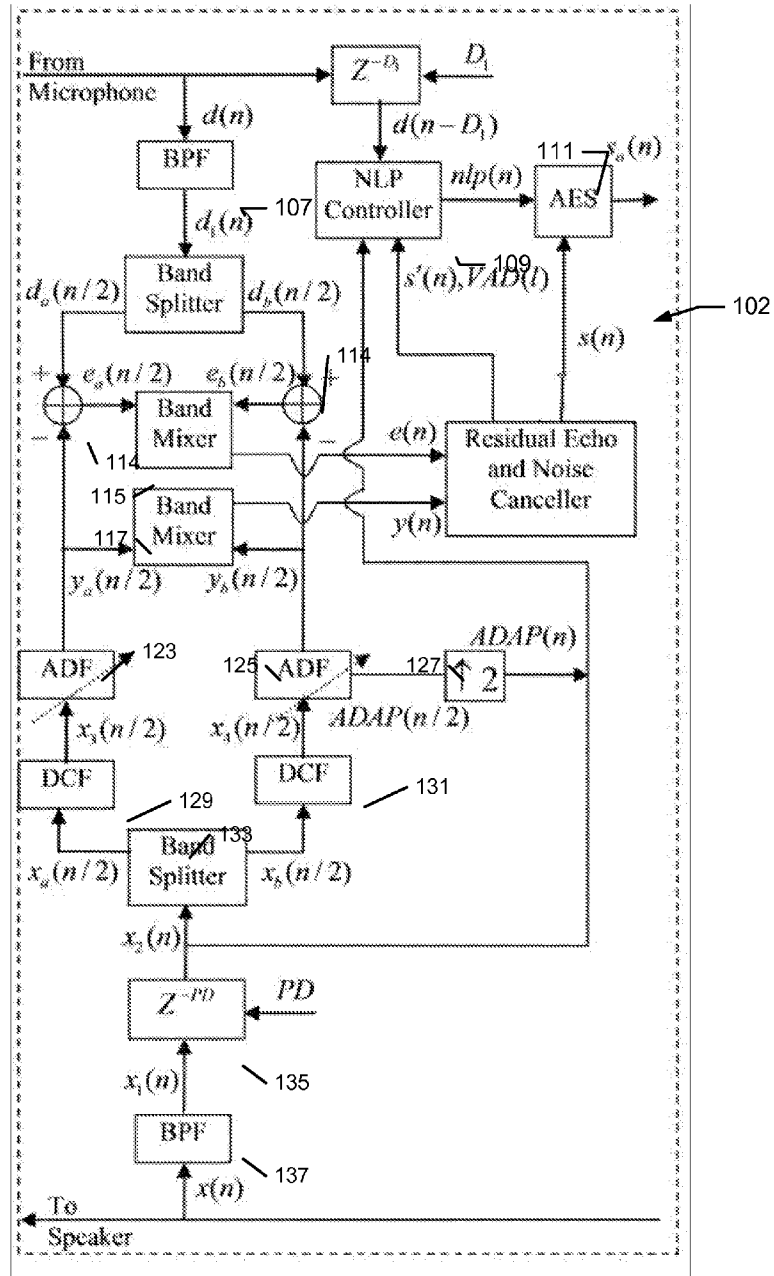 From
Microphone
Z^{-D_1}
D_1
d(n)
d(n-D_1)
BPF
NLP
Controller
nlp(n)
111
s_o(n)
AES
d_1(n)
107
109
s'(n),VAD(l)
d_a(n/2)
Band
Splitter
d_b(n/2)
102
s(n)
+
e_a(n/2)
e_b(n/2)
114
+
−
Band
Mixer
−
e(n)
Residual Echo
and Noise
Canceller
114
115
117
Band
Mixer
y(n)
y_a(n/2)
y_b(n/2)
ADF
123
125
ADF
127
↑ 2
ADAP(n)
x_3(n/2)
x_3(n/2)
ADAP(n/2)
DCF
DCF
129
131
133
Band
Splitter
x_a(n/2)
x_b(n/2)
x_2(n)
Z^{-PD}
PD
x_1(n)
135
BPF
137
x(n)
To
Speaker